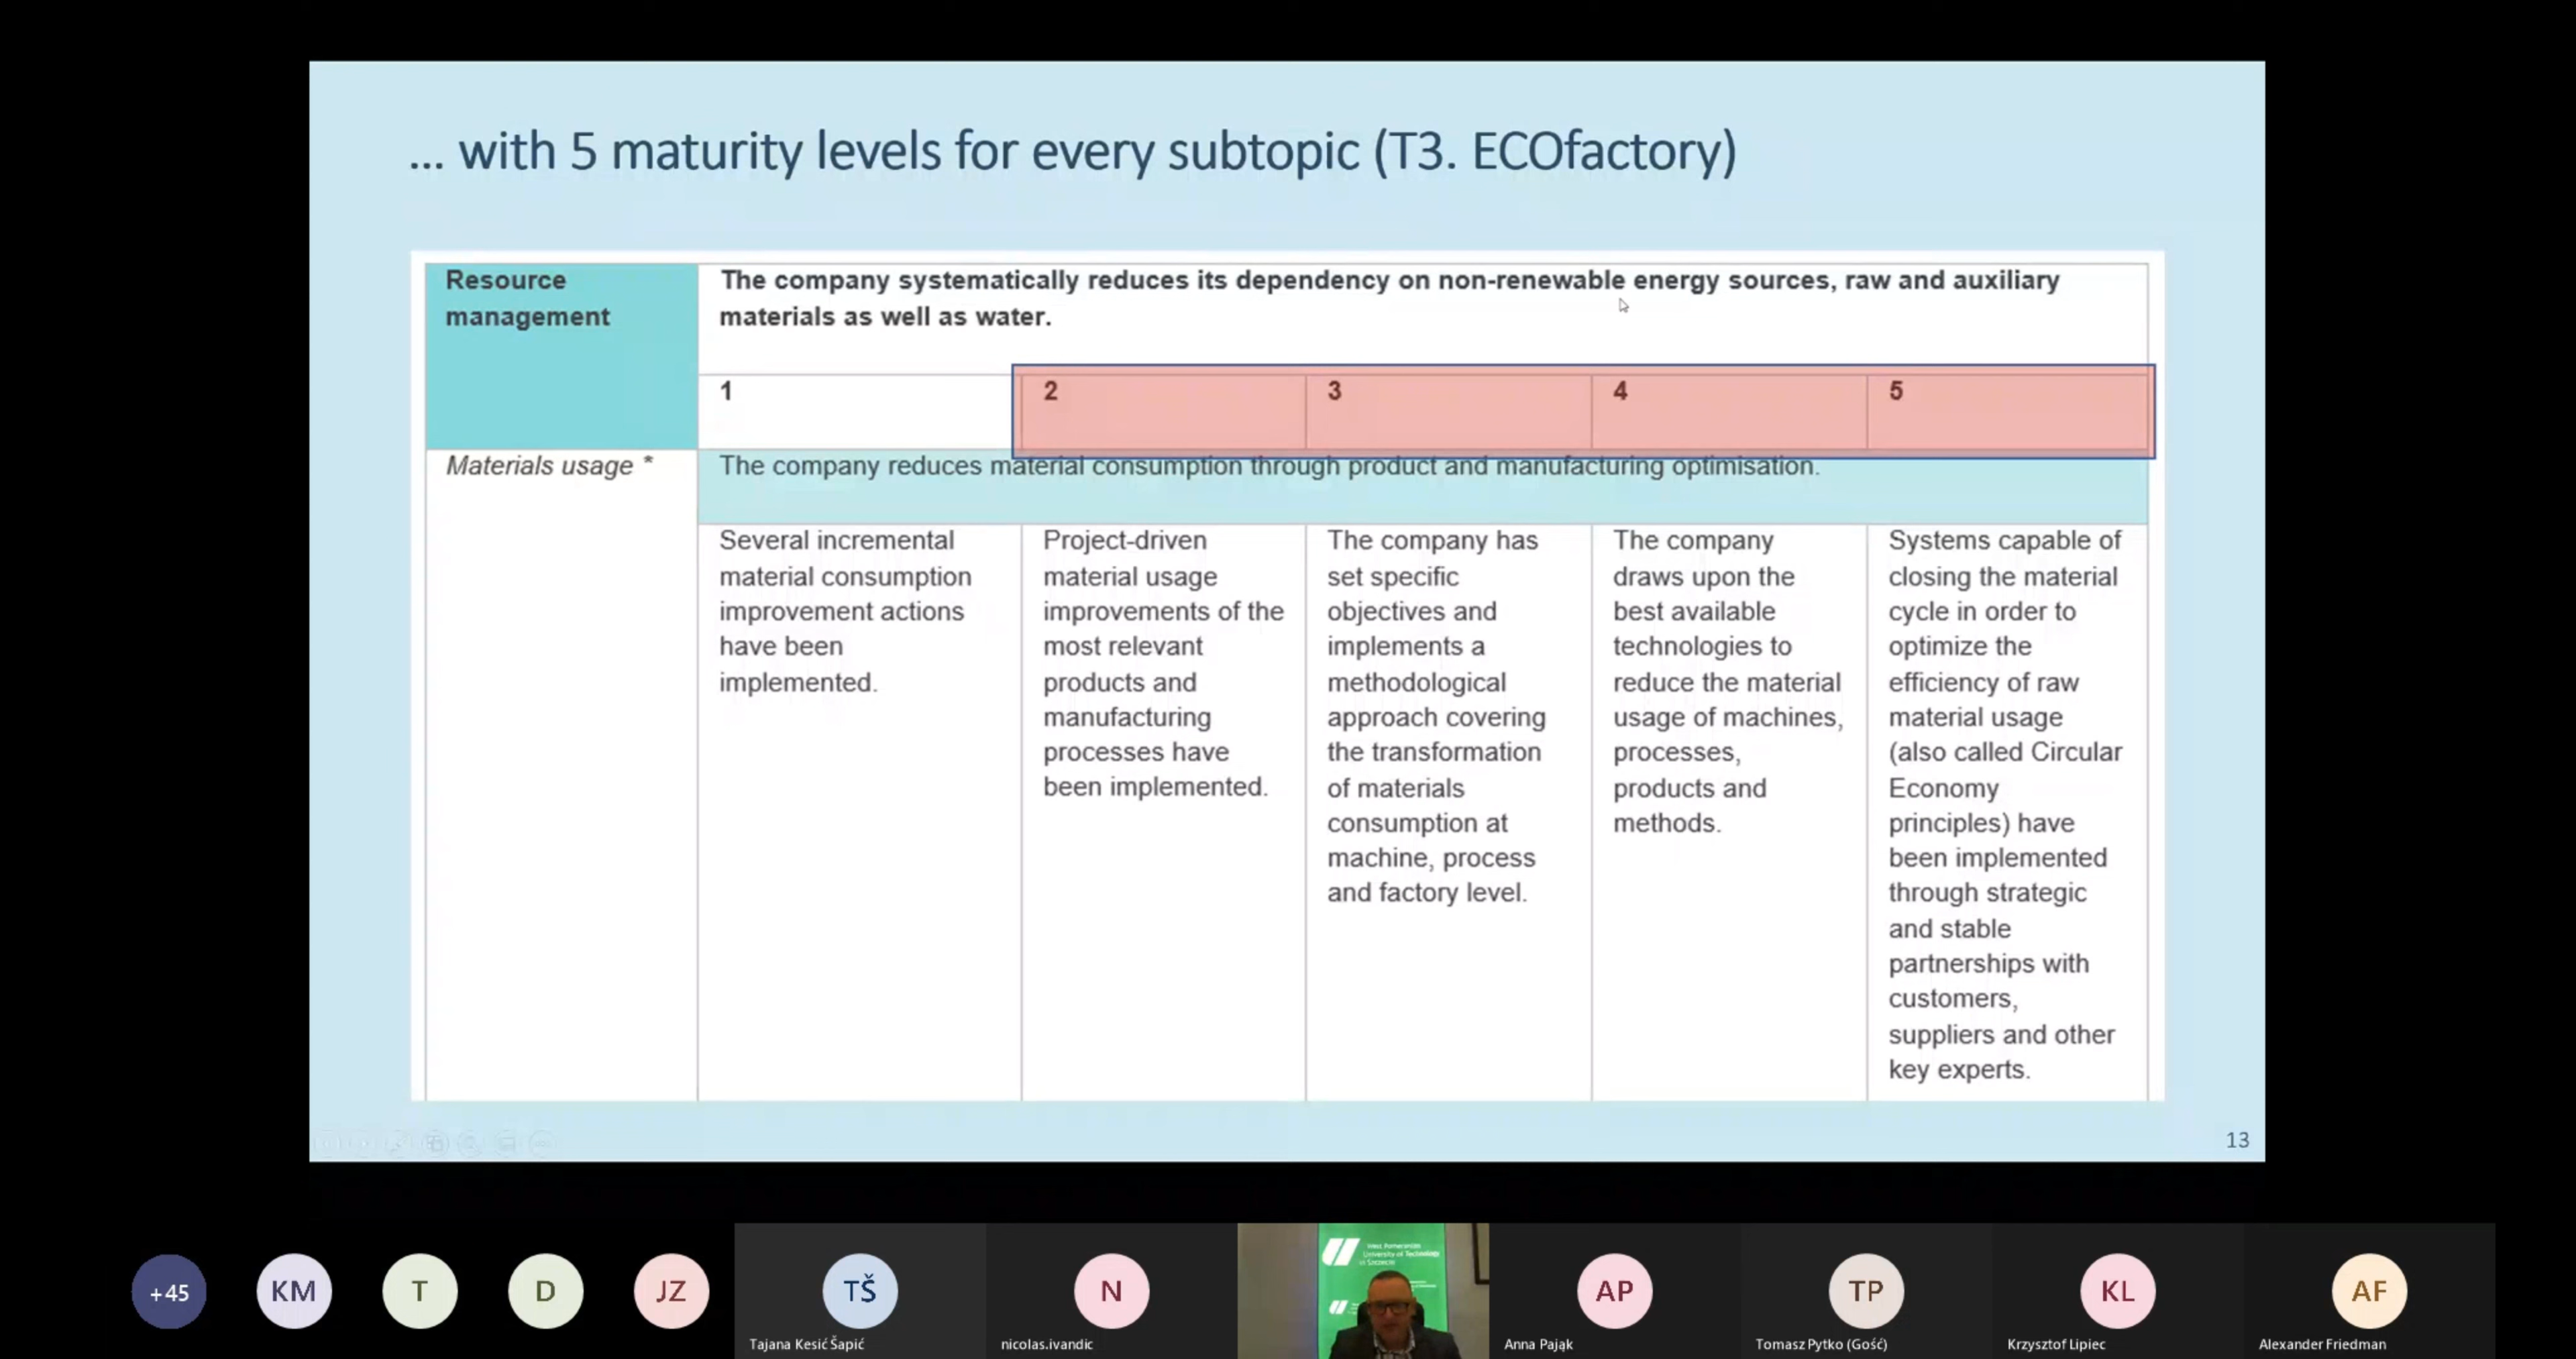 ... with 5 maturity levels for every subtopic (T3. ECOfactory)
Resource
management
The company systematically reduces its dependency on non-renewable energy sources, raw and auxiliary
materials as well as water.
1
2
3
4
5
Materials usage *
The company reduces material consumption through product and manufacturing optimisation.
Several incremental
material consumption
improvement actions
have been
implemented.
Project-driven
material usage
improvements of the
most relevant
products and
manufacturing
processes have
been implemented.
The company has
set specific
objectives and
implements a
methodological
approach covering
the transformation
of materials
consumption at
machine, process
and factory level.
The company
draws upon the
best available
technologies to
reduce the material
usage of machines,
processes,
products and
methods.
Systems capable of
closing the material
cycle in order to
optimize the
efficiency of raw
material usage
(also called Circular
Economy
principles) have
been implemented
through strategic
and stable
partnerships with
customers,
suppliers and other
key experts.
13
+45
KM
T
D
JZ
TŠ
Tajana Kesić Šapić
N
nicolas.ivandic
West Pomeranian
University of Technology
in Szczecin
AP
Anna Pająk
TP
Tomasz Pytko (Gość)
KL
Krzysztof Lipiec
AF
Alexander Friedman